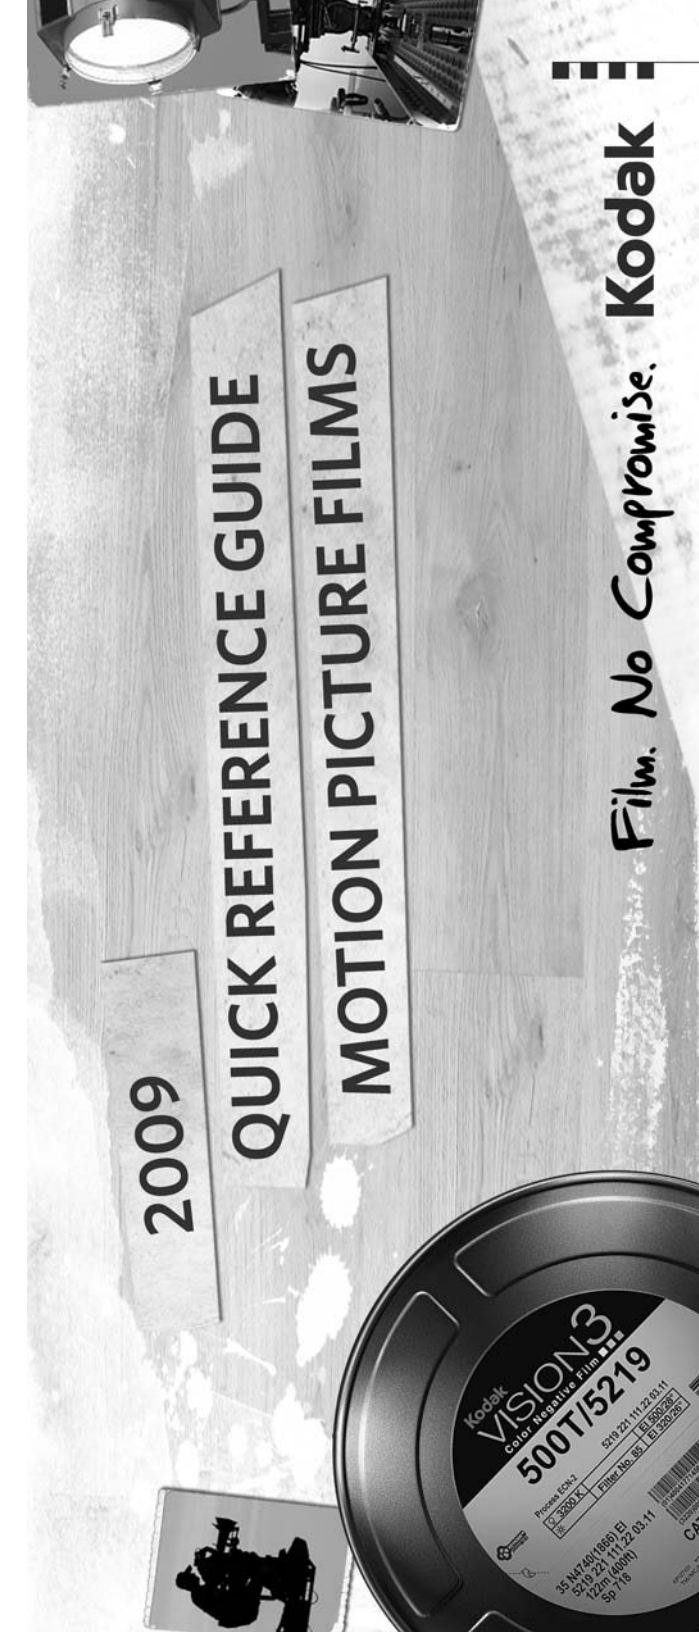 2009
QUICK REFERENCE GUIDE
MOTION PICTURE FILMS
Film. No Compromise.
Kodak
Kodak
VISION3
Color Negative Film
500T/5219
5219 221 111.22 03.11
Process ECN-2
3200 K
EI 500/28°
Filter No. 85
EI 320/26°
35 N4740(1866) EI
5219 221 111.22 03.11
122m (400ft)
Sp 718